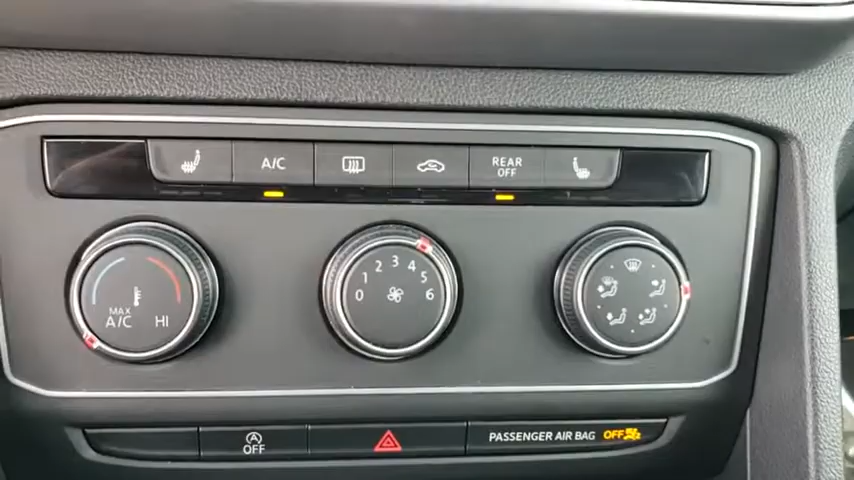 A/C
REAR
OFF
MAX
A/C
HI
0 1 2 3 4 5 6
A
OFF
PASSENGER AIR BAG OFF